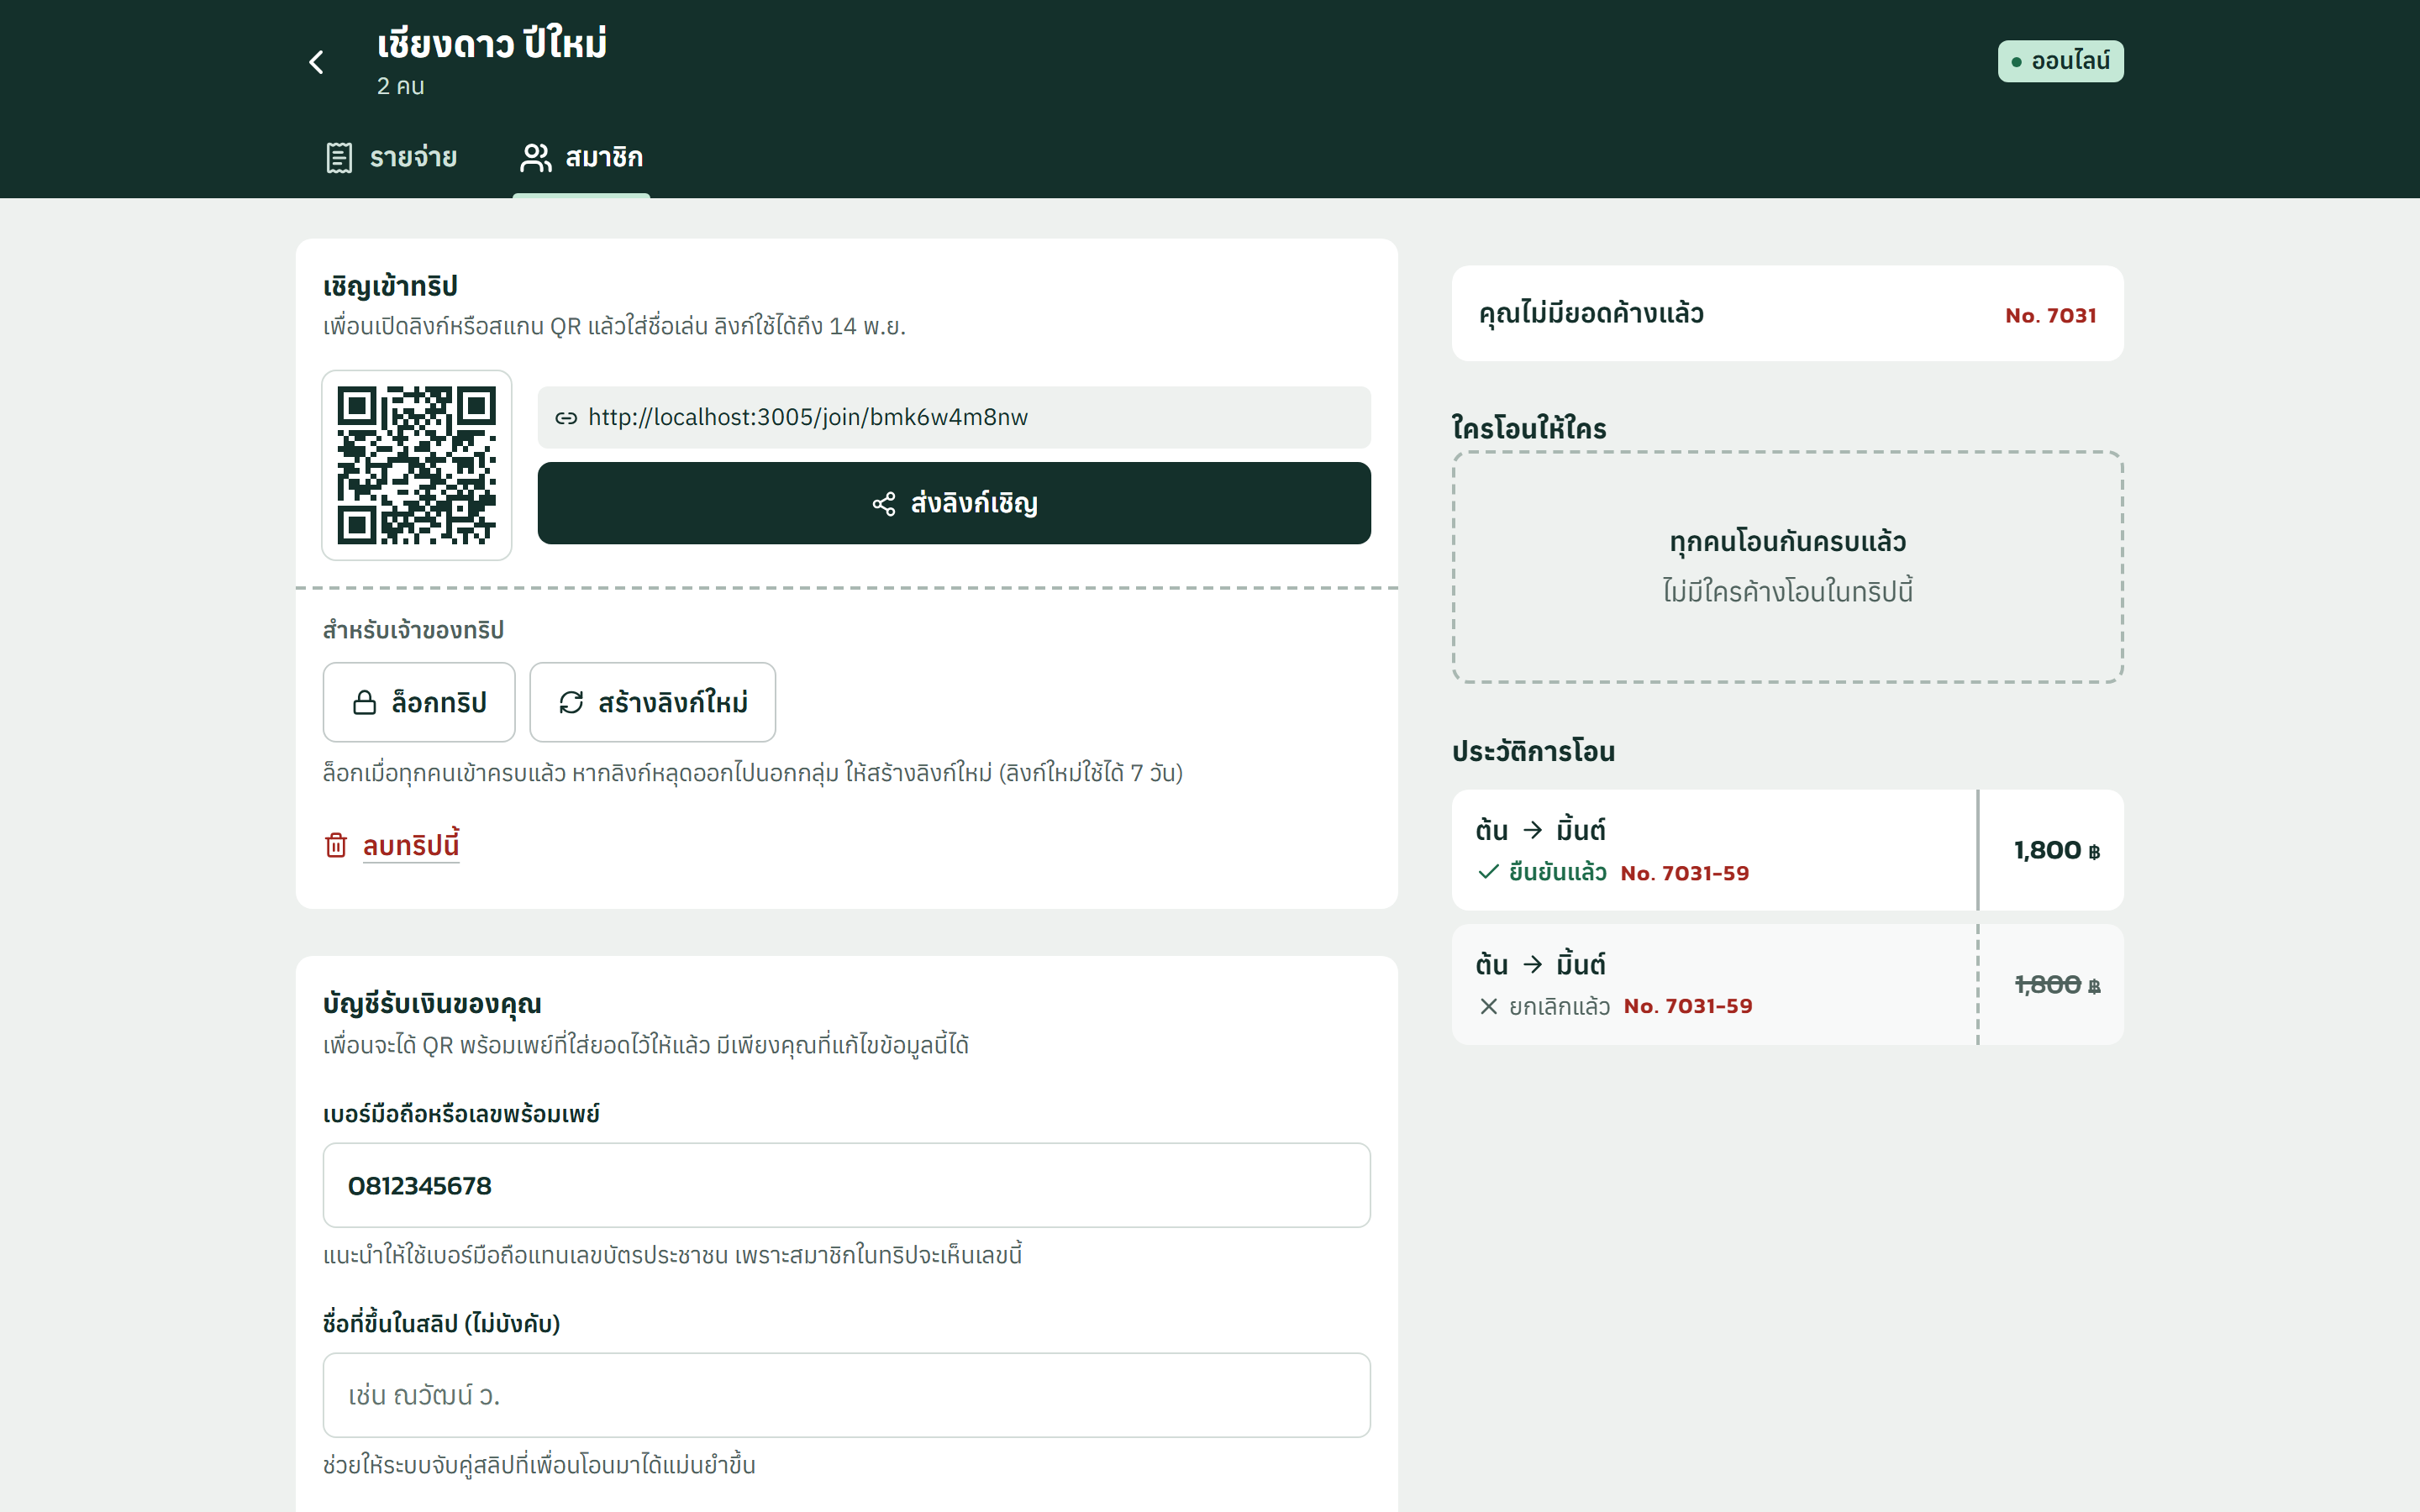 เชียงดาว ปีใหม่
2 คน
ออนไลน์
รายจ่าย
สมาชิก
เชิญเข้าทริป
เพื่อนเปิดลิงก์หรือสแกน QR แล้วใส่ชื่อเล่น ลิงก์ใช้ได้ถึง 14 พ.ย.
http://localhost:3005/join/bmk6w4m8nw
ส่งลิงก์เชิญ
สำหรับเจ้าของทริป
ล็อกทริป
สร้างลิงก์ใหม่
ล็อกเมื่อทุกคนเข้าครบแล้ว หากลิงก์หลุดออกไปนอกกลุ่ม ให้สร้างลิงก์ใหม่ (ลิงก์ใหม่ใช้ได้ 7 วัน)
ลบทริปนี้
บัญชีรับเงินของคุณ
เพื่อนจะได้ QR พร้อมเพย์ที่ใส่ยอดไว้ให้แล้ว มีเพียงคุณที่แก้ไขข้อมูลนี้ได้
เบอร์มือถือหรือเลขพร้อมเพย์
0812345678
แนะนำให้ใช้เบอร์มือถือแทนเลขบัตรประชาชน เพราะสมาชิกในทริปจะเห็นเลขนี้
ชื่อที่ขึ้นในสลิป (ไม่บังคับ)
เช่น ณวัฒน์ ว.
ช่วยให้ระบบจับคู่สลิปที่เพื่อนโอนมาได้แม่นยำขึ้น
คุณไม่มียอดค้างแล้ว
No. 7031
ใครโอนให้ใคร
ทุกคนโอนกันครบแล้ว
ไม่มีใครค้างโอนในทริปนี้
ประวัติการโอน
ต้น → มิ้นต์
ยืนยันแล้ว No. 7031-59
1,800 ฿
ต้น → มิ้นต์
ยกเลิกแล้ว No. 7031-59
1,800 ฿